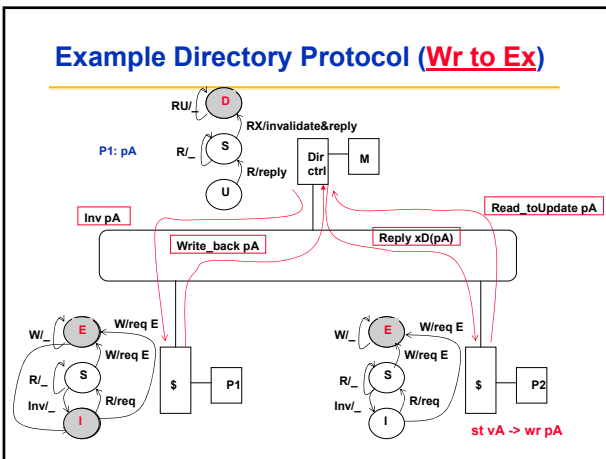 Example Directory Protocol (Wr to Ex)
D
RU/_
RX/invalidate&reply
P1: pA
R/_
S
Dir
ctrl
M
R/reply
U
Read_toUpdate pA
Inv pA
Write_back pA
Reply xD(pA)
W/_
E
W/req E
W/req E
R/_
S
$
P1
Inv/_
R/req
I
W/_
E
W/req E
W/req E
R/_
S
$
P2
Inv/_
R/req
I
st vA -> wr pA